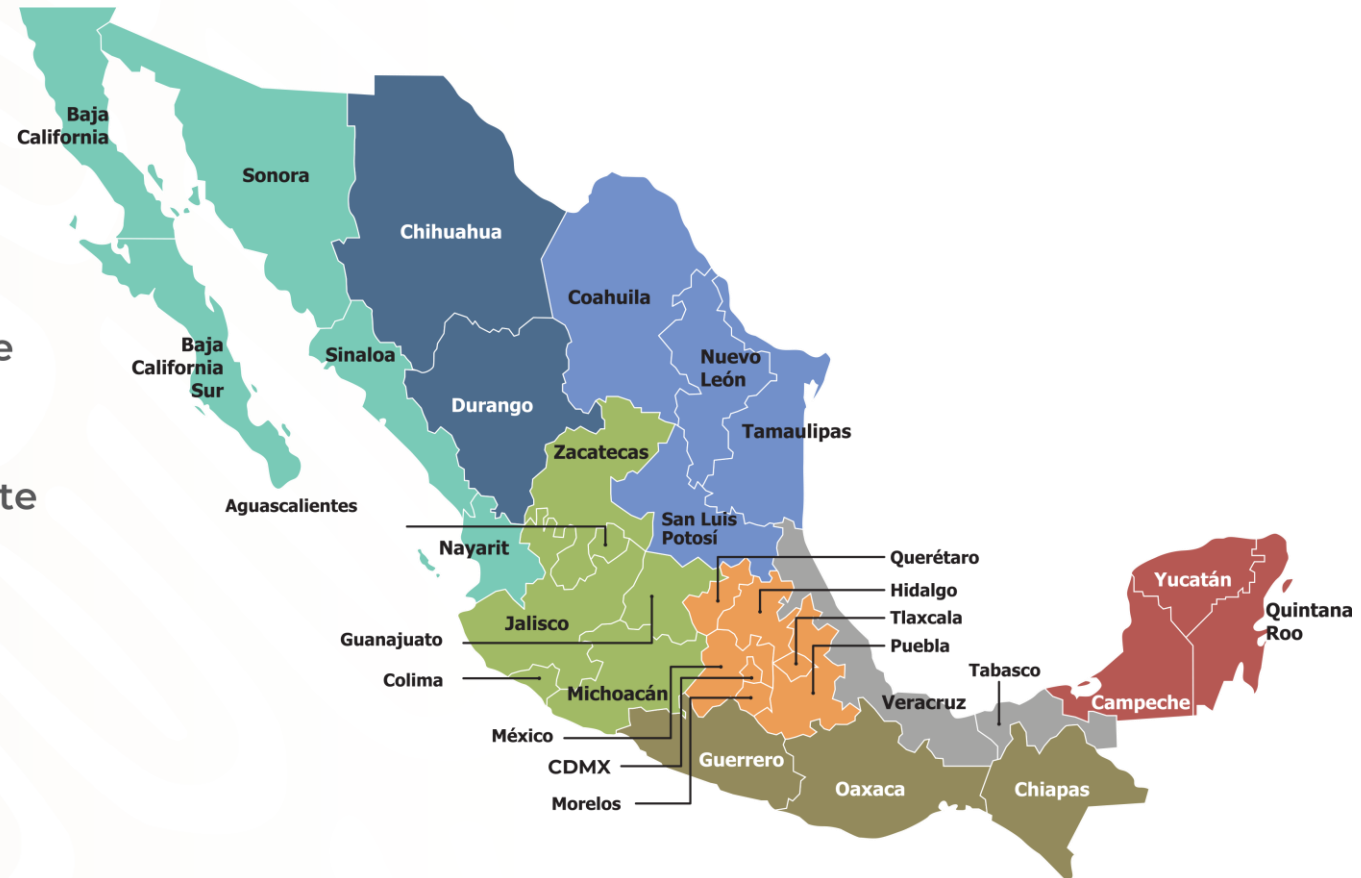 Baja
California
Sonora
Chihuahua
Coahuila
Baja
California
Sur
Sinaloa
Nuevo
León
Durango
Tamaulipas
Zacatecas
Aguascalientes
San Luis
Potosí
Nayarit
Querétaro
Hidalgo
Tlaxcala
Puebla
Yucatán
Quintana
Roo
Jalisco
Guanajuato
Colima
Michoacán
Tabasco
Veracruz
Campeche
México
CDMX
Morelos
Guerrero
Oaxaca
Chiapas
e
te